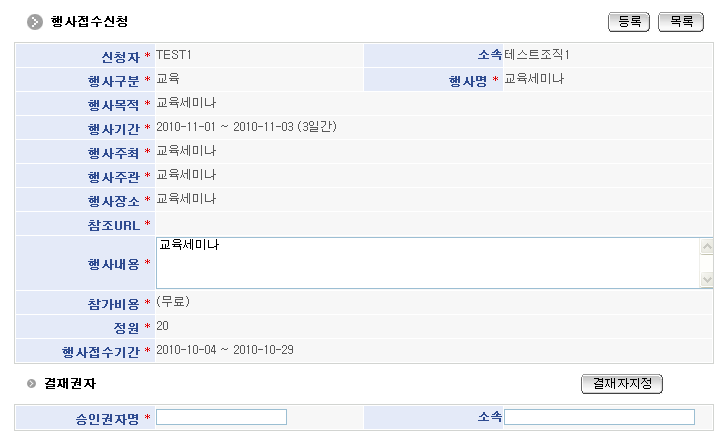 행사접수신청 등록 목록
신청자 * TEST1 소속 테스트조직1
행사구분 * 교육 행사명 * 교육세미나
행사목적 * 교육세미나
행사기간 * 2010-11-01 ~ 2010-11-03 (3일간)
행사주최 * 교육세미나
행사주관 * 교육세미나
행사장소 * 교육세미나
참조URL *
행사내용 * 교육세미나
참가비용 * (무료)
정원 * 20
행사접수기간 * 2010-10-04 ~ 2010-10-29
결재권자 결재자지정
승인권자명 * 소속